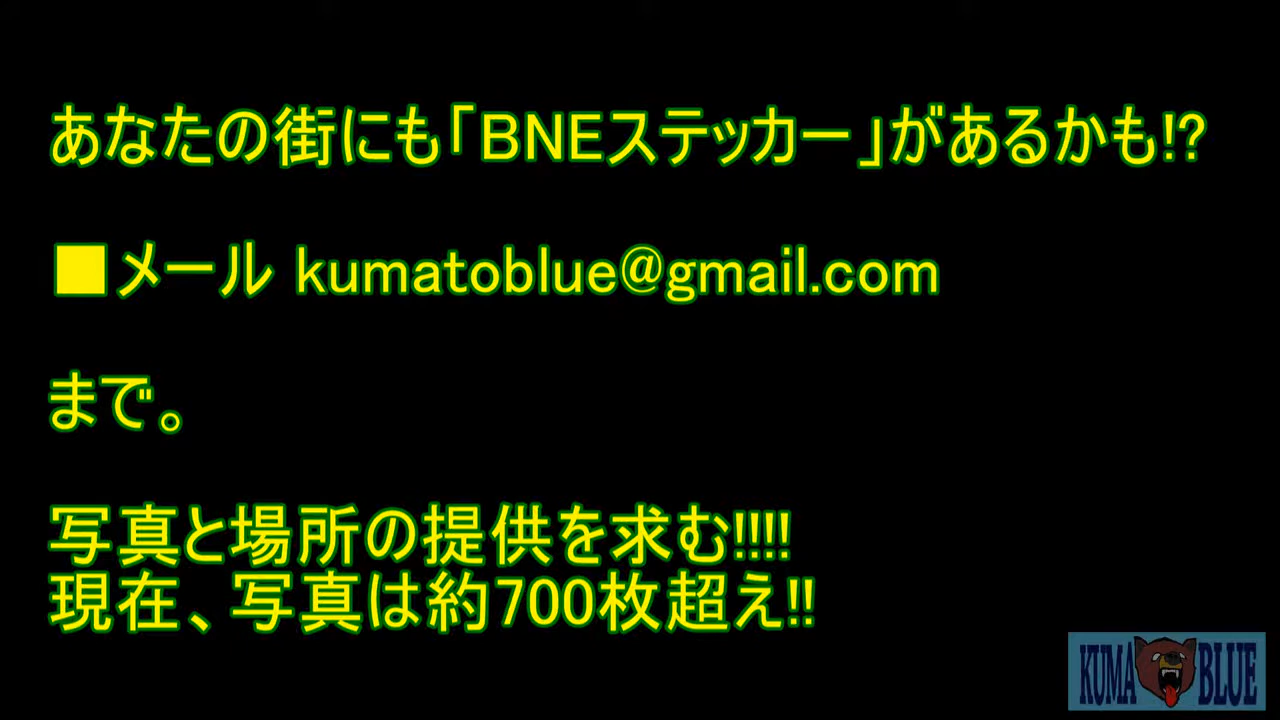 あなたの街にも「BNEステッカー」があるかも!?
■メール kumatoblue@gmail.com
まで。
写真と場所の提供を求む!!!!
現在、写真は約700枚超え!!
KUMA BLUE